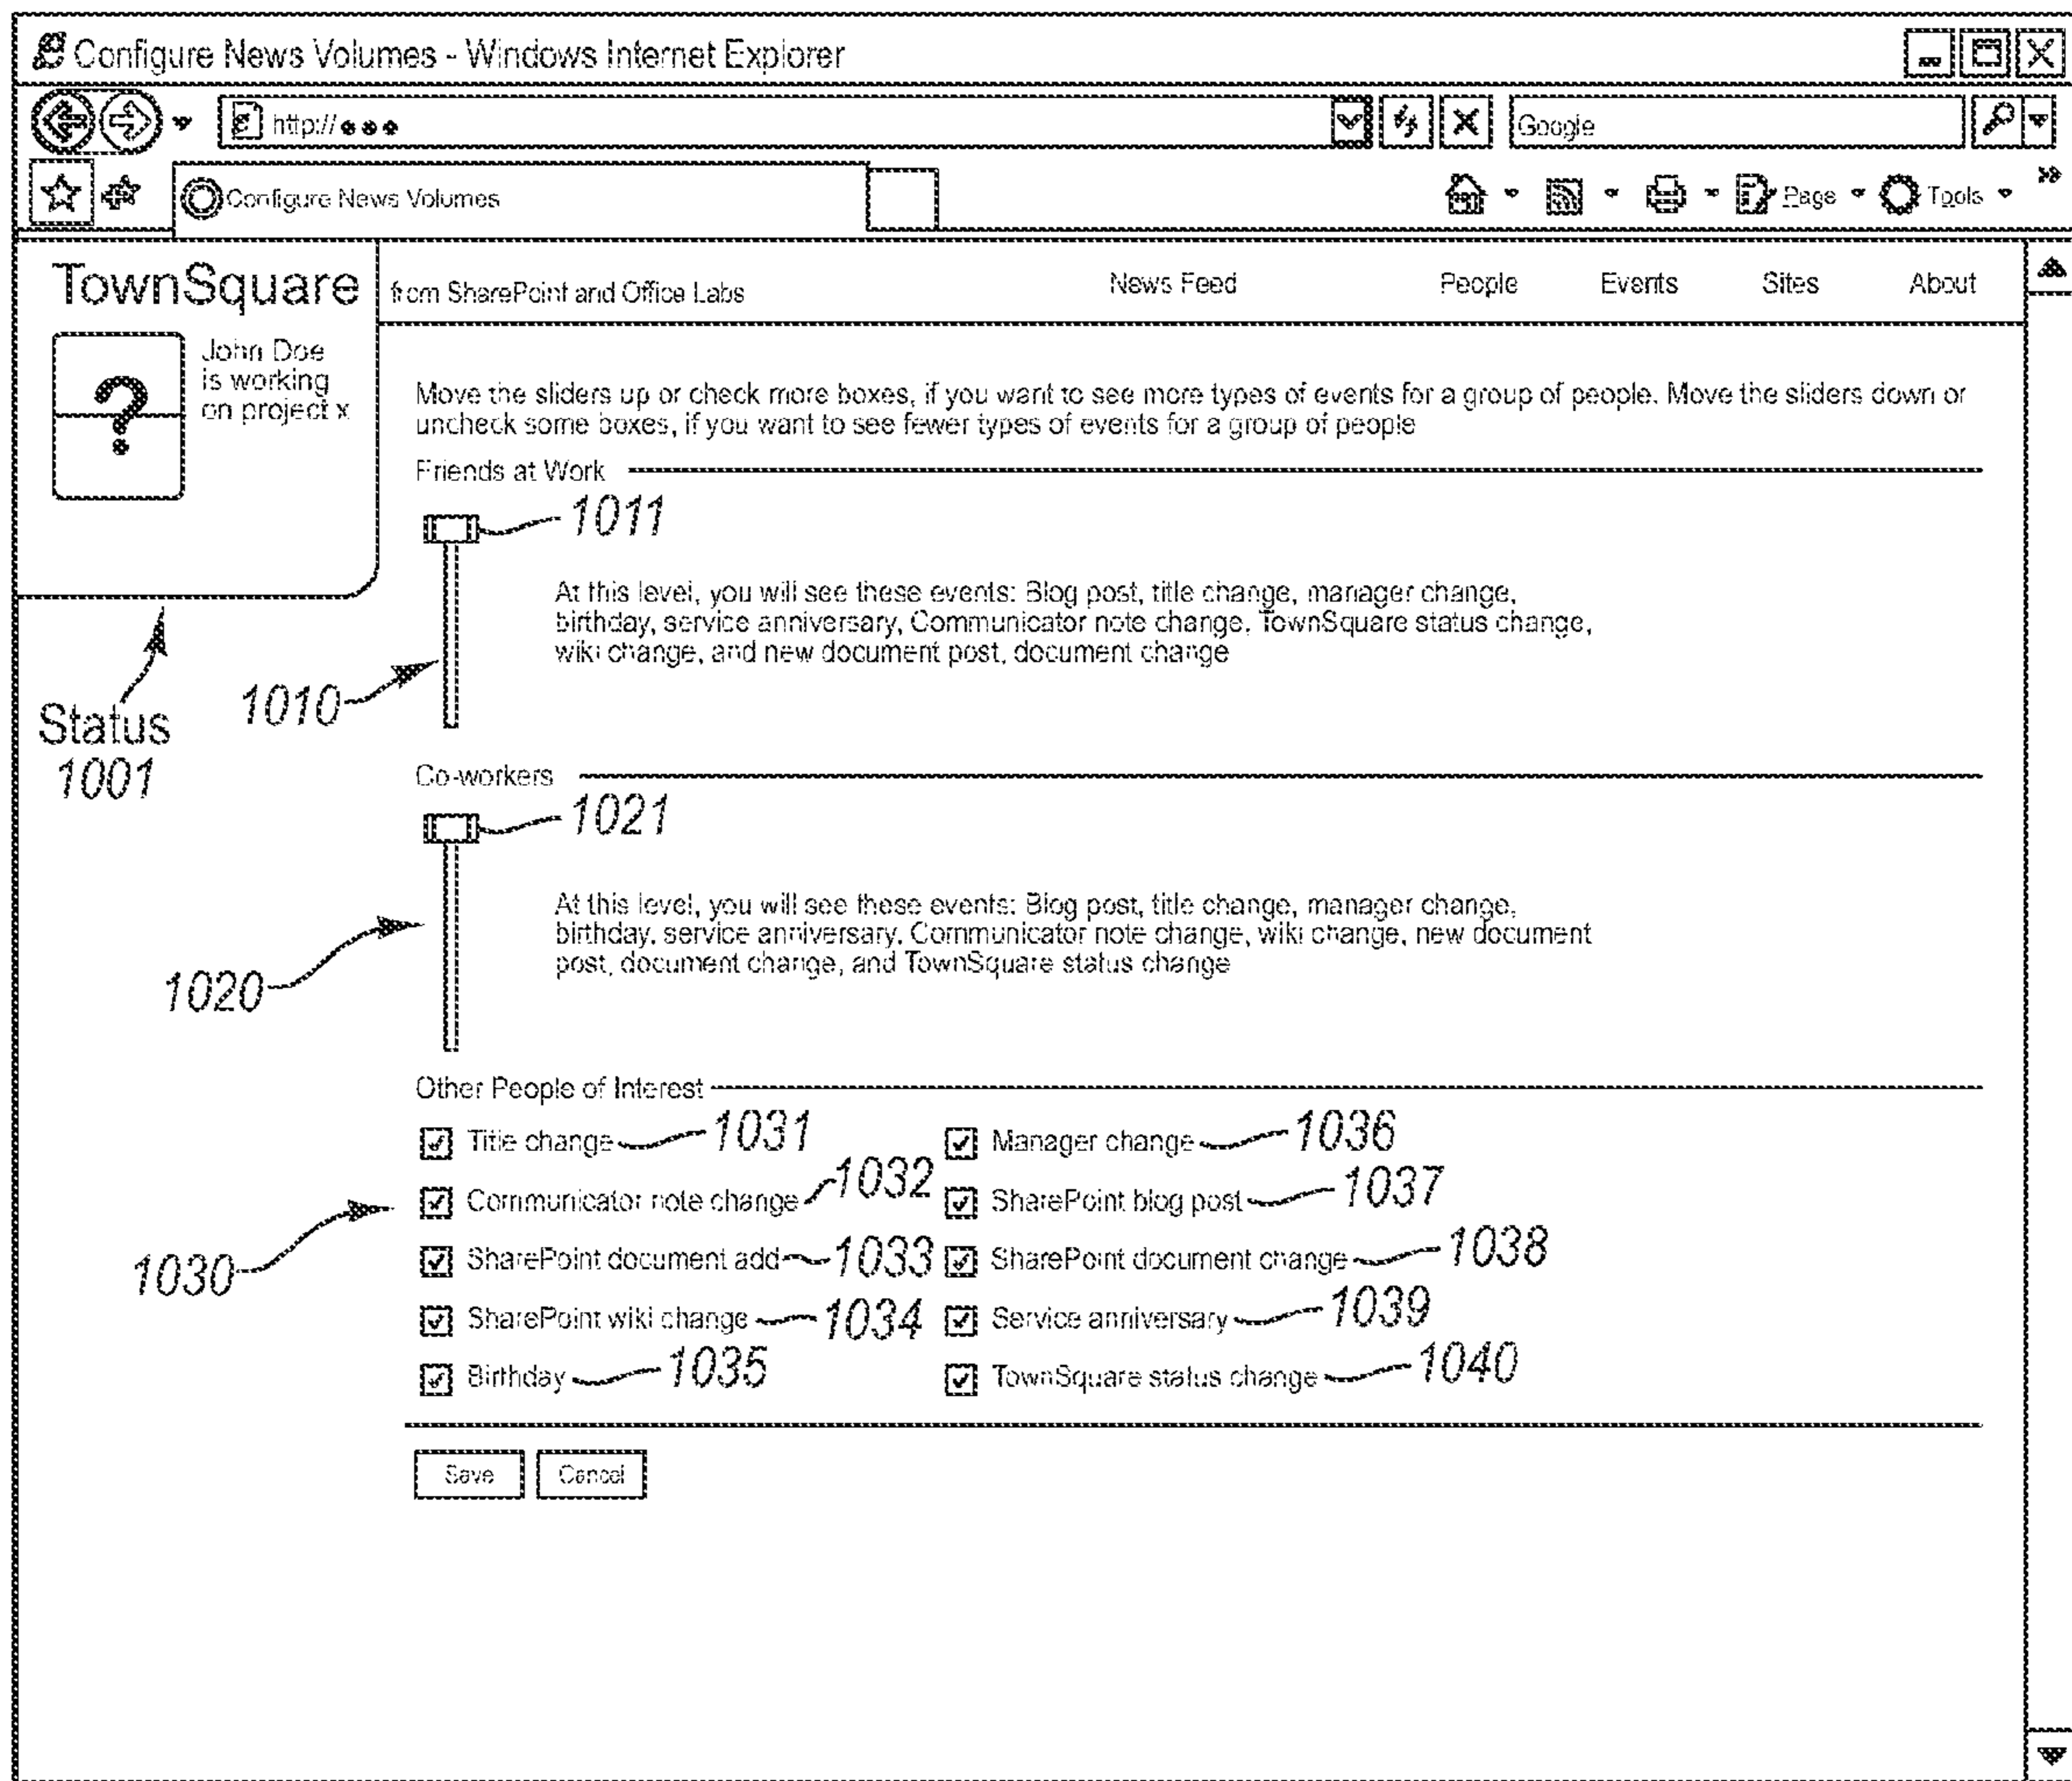 Configure News Volumes - Windows Internet Explorer
http://
Google
Configure News Volumes
Page
Tools
TownSquare
from SharePoint and Office Labs
News Feed
People
Events
Sites
About
John Doe
is working
on project x
?
Move the sliders up or check more boxes, if you want to see more types of events for a group of people. Move the sliders down or
uncheck some boxes, if you want to see fewer types of events for a group of people
Friends at Work
1011
At this level, you will see these events: Blog post, title change, manager change,
birthday, service anniversary, Communicator note change, TownSquare status change,
wiki change, and new document post, document change
1010
Status
1001
Co-workers
1021
At this level, you will see these events: Blog post, title change, manager change,
birthday, service anniversary, Communicator note change, wiki change, new document
post, document change, and TownSquare status change
1020
Other People of Interest
Title change 1031
Manager change 1036
Communicator note change 1032
SharePoint blog post 1037
SharePoint document add 1033
SharePoint document change 1038
1030
SharePoint wiki change 1034
Service anniversary 1039
Birthday 1035
TownSquare status change 1040
Save
Cancel